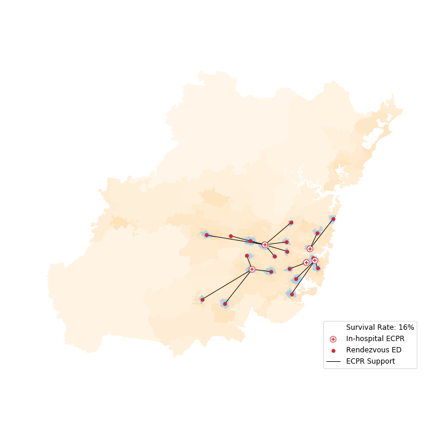 Survival Rate: 16%
In-hospital ECPR
Rendezvous ED
ECPR Support